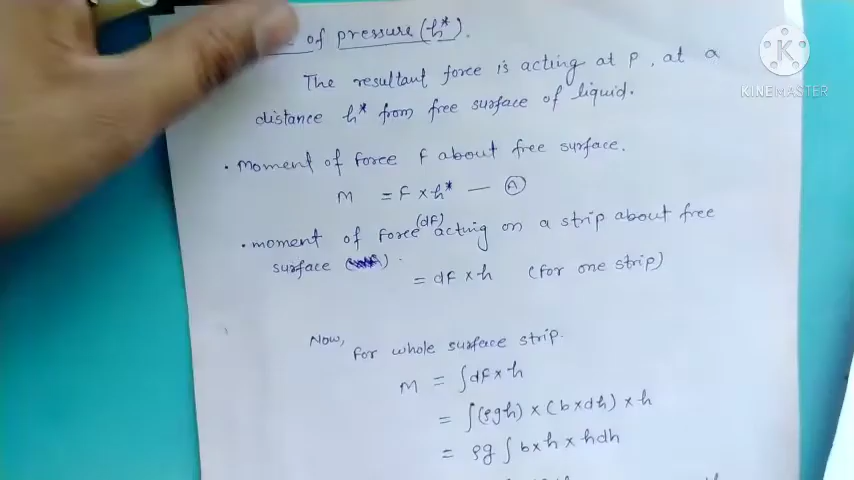 of pressure (h*).
The resultant force is acting at P, at a
distance h* from free surface of liquid.
• Moment of force F about free surface.
M = F × h* — Ⓐ
• moment of force (dF) acting on a strip about free
surface .
= dF × h (for one strip)
Now,
for whole surface strip.
M = ∫dF × h
= ∫(ρgh) × (b × dh) × h
= ρg ∫ b × h × hdh
K
KINEMASTER